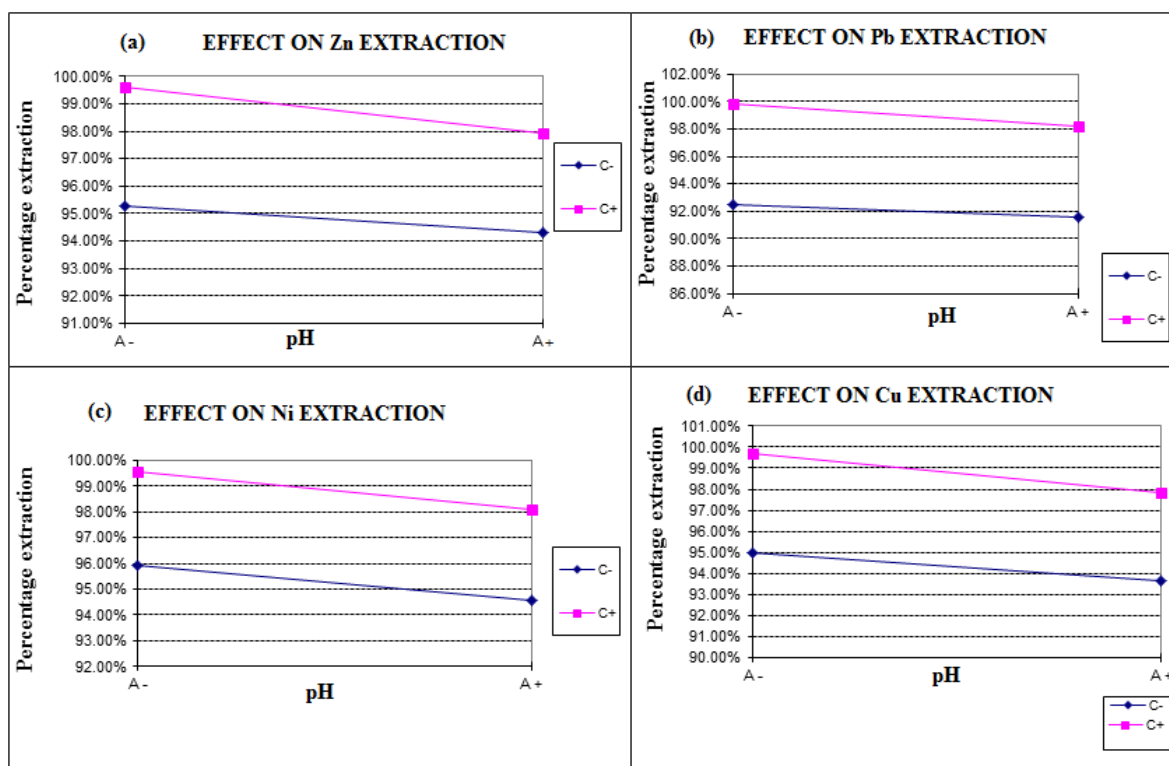 (a) EFFECT ON Zn EXTRACTION
Percentage extraction
100.00%
99.00%
98.00%
97.00%
96.00%
95.00%
94.00%
93.00%
92.00%
91.00%
A - A +
pH
C-
C+
(b) EFFECT ON Pb EXTRACTION
Percentage extraction
102.00%
100.00%
98.00%
96.00%
94.00%
92.00%
90.00%
88.00%
86.00%
A - A +
pH
C-
C+
(c) EFFECT ON Ni EXTRACTION
Percentage extraction
100.00%
99.00%
98.00%
97.00%
96.00%
95.00%
94.00%
93.00%
92.00%
A - A +
pH
C-
C+
(d) EFFECT ON Cu EXTRACTION
Percentage extraction
101.00%
100.00%
99.00%
98.00%
97.00%
96.00%
95.00%
94.00%
93.00%
92.00%
91.00%
90.00%
A - A +
pH
C-
C+